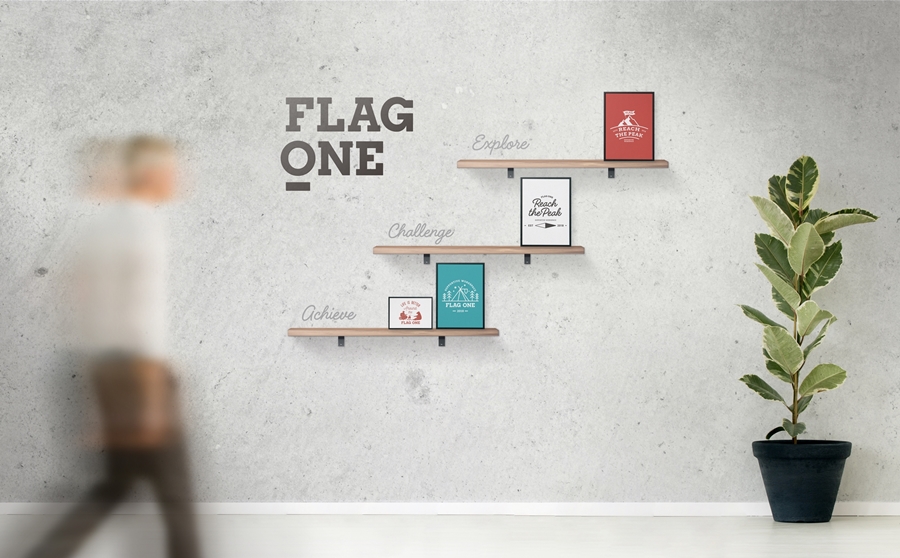 FLAG
ONE
Explore
REACH
THE PEAK
Challenge
Reach
the Peak
Achieve
FLAG ONE
FLAG ONE